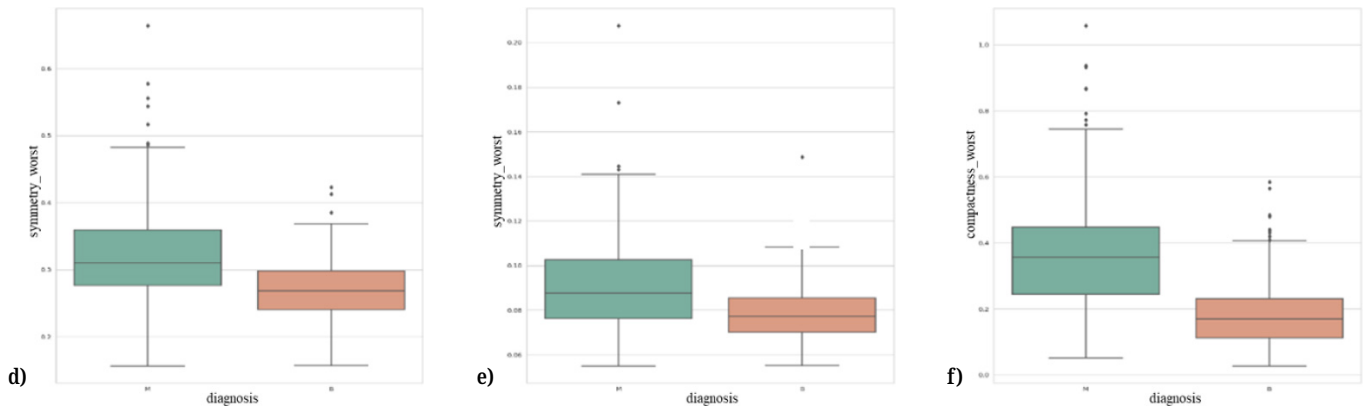 0.6
0.5
0.4
0.3
0.2
symmetry_worst
M
B
diagnosis
d)
0.20
0.18
0.16
0.14
0.12
0.10
0.08
0.06
symmetry_worst
M
B
diagnosis
e)
1.0
0.8
0.6
0.4
0.2
0.0
compactness_worst
M
B
diagnosis
f)